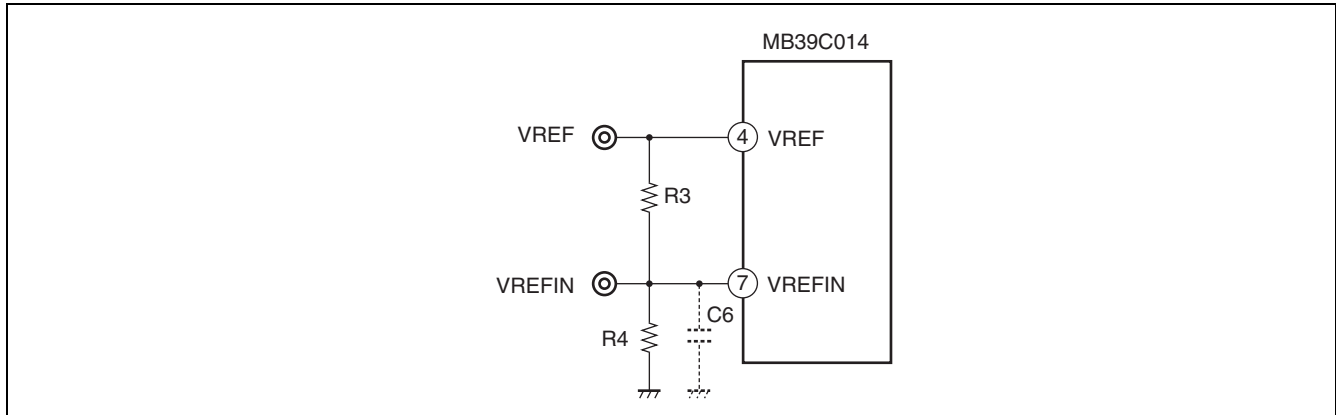 MB39C014
VREF
4
VREF
R3
VREFIN
7
VREFIN
R4
C6